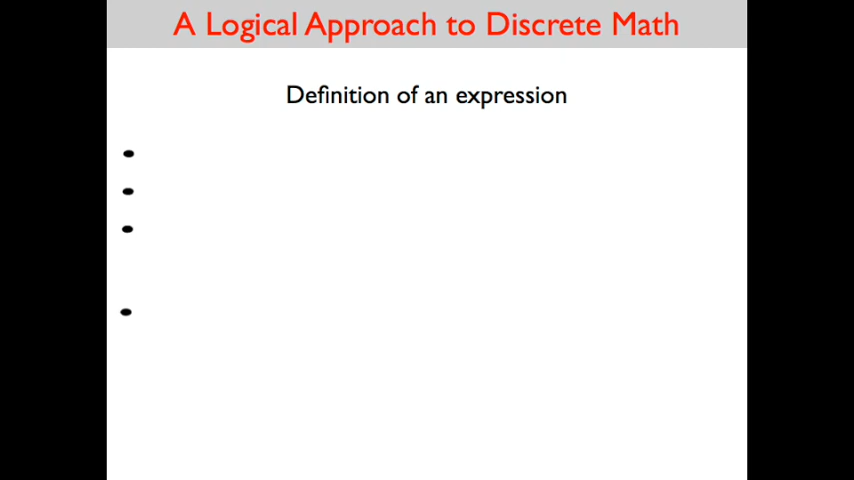 A Logical Approach to Discrete Math
Definition of an expression
•
•
•
•